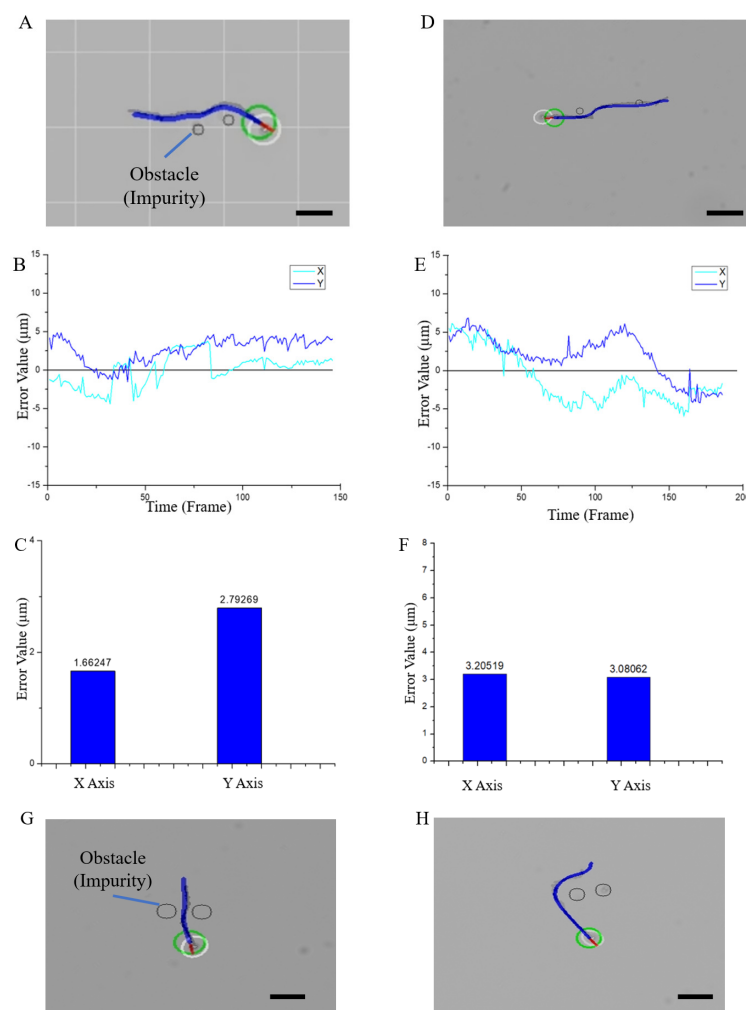 A
Obstacle
(Impurity)
D
B
15
10
5
0
-5
-10
-15
0
50
100
150
X
Y
Error Value (μm)
Time (Frame)
E
15
10
5
0
-5
-10
-15
0
50
100
150
200
X
Y
Error Value (μm)
Time (Frame)
C
4
2
0
1.66247
2.79269
Error Value (μm)
X Axis
Y Axis
F
8
7
6
5
4
3
2
1
0
3.20519
3.08062
Error Value (μm)
X Axis
Y Axis
G
Obstacle
(Impurity)
H